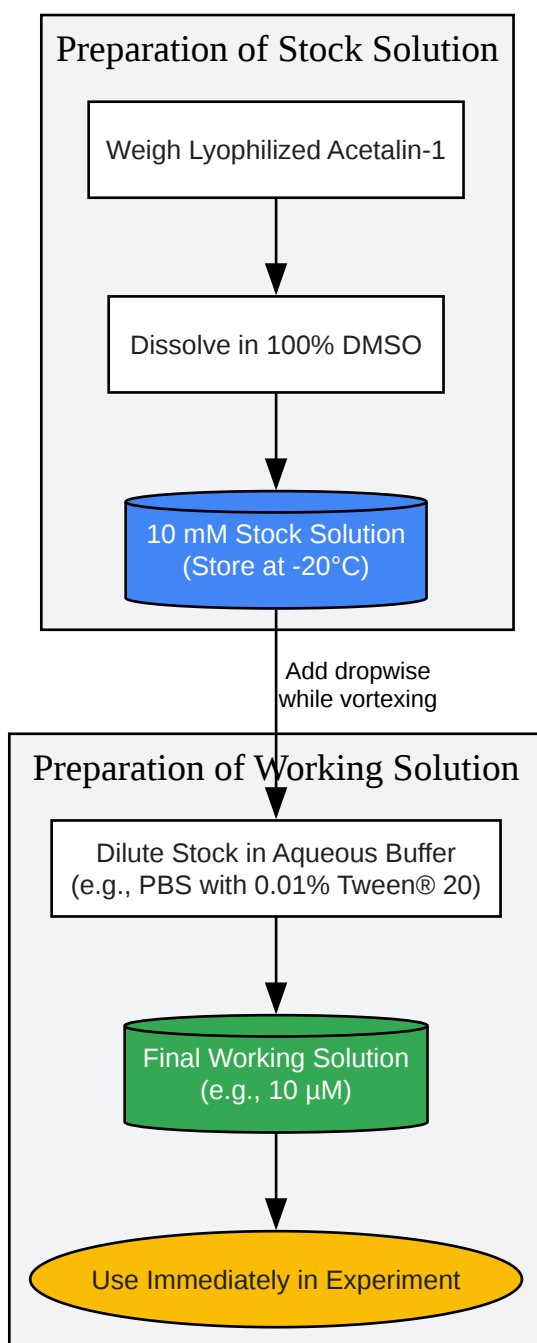 Preparation of Stock Solution
Weigh Lyophilized Acetalin-1
Dissolve in 100% DMSO
10 mM Stock Solution
(Store at -20°C)
Add dropwise
while vortexing
Preparation of Working Solution
Dilute Stock in Aqueous Buffer
(e.g., PBS with 0.01% Tween® 20)
Final Working Solution
(e.g., 10 µM)
Use Immediately in Experiment